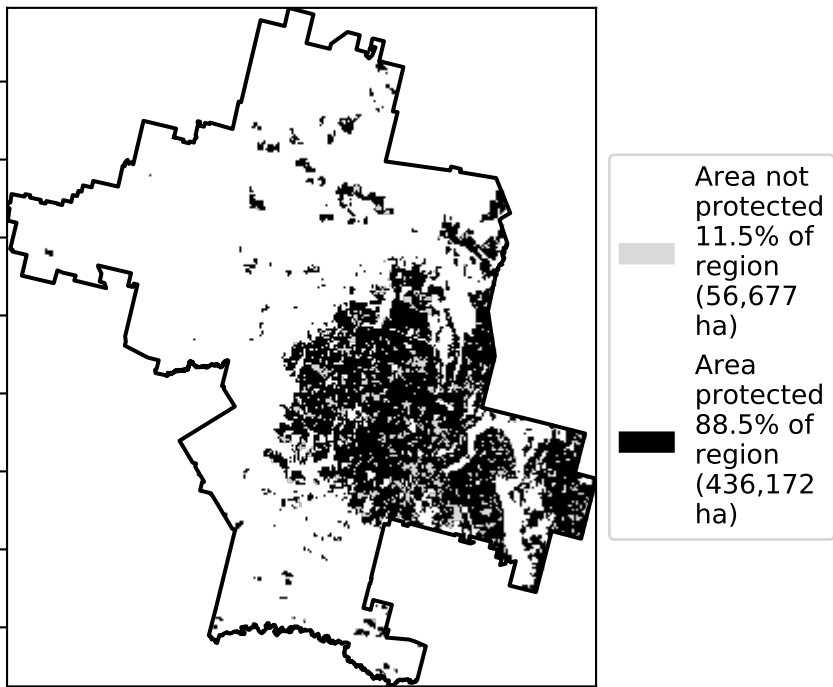 Area not
protected
11.5% of
region
(56,677
ha)
Area
protected
88.5% of
region
(436,172
ha)